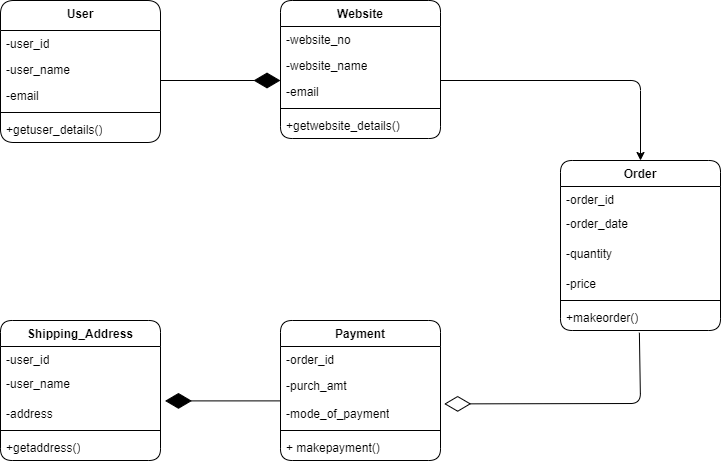 User
-user_id
-user_name
-email
+getuser_details()
Website
-website_no
-website_name
-email
+getwebsite_details()
Order
-order_id
-order_date
-quantity
-price
+makeorder()
Shipping_Address
-user_id
-user_name
-address
+getaddress()
Payment
-order_id
-purch_amt
-mode_of_payment
+ makepayment()